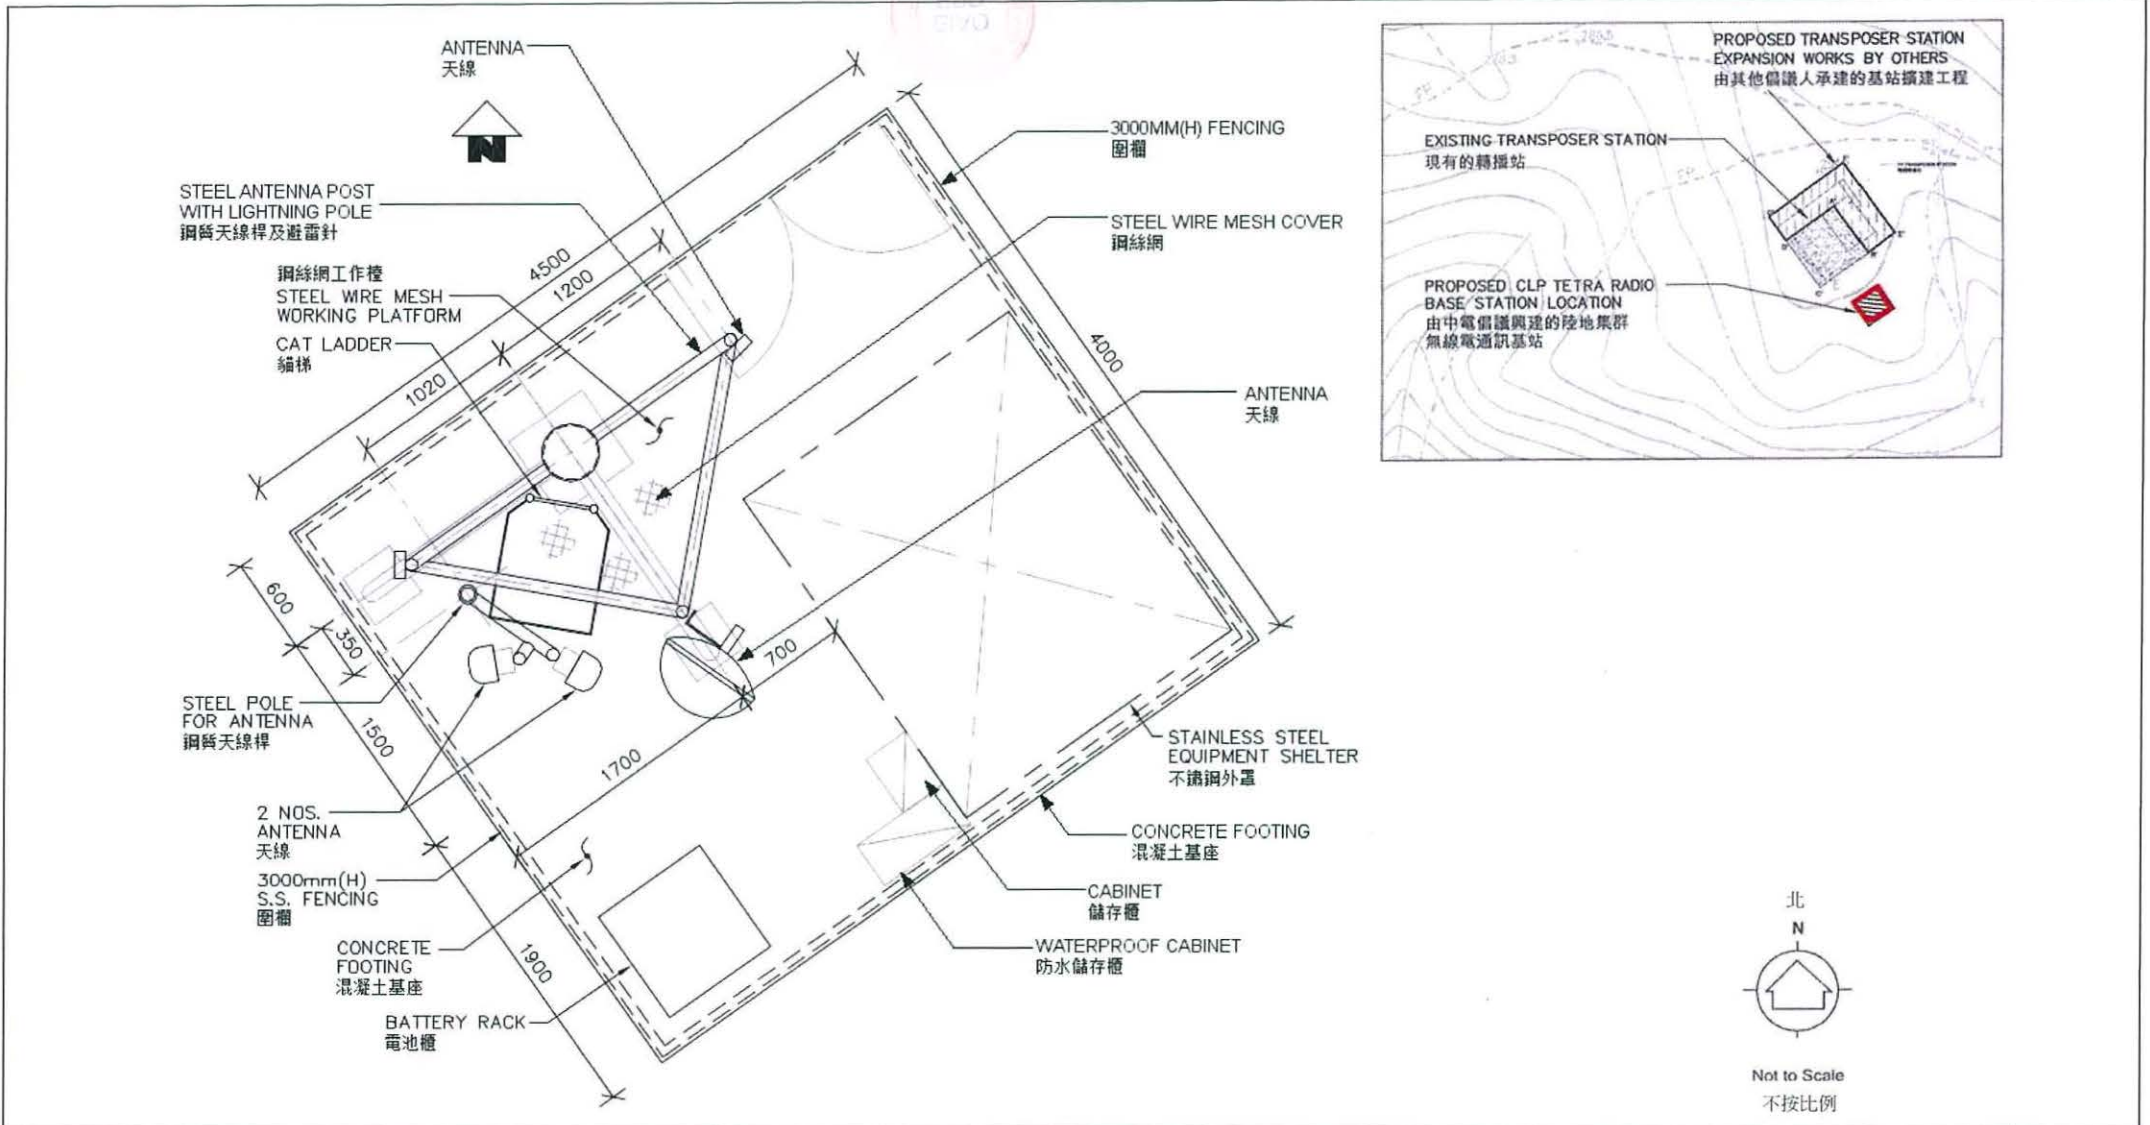 ANTENNA
天線
N
STEEL ANTENNA POST
WITH LIGHTNING POLE
鋼質天線桿及避雷針
鋼絲網工作檯
STEEL WIRE MESH
WORKING PLATFORM
CAT LADDER
貓梯
4500
1200
1020
3000MM(H) FENCING
圍欄
STEEL WIRE MESH COVER
鋼絲網
4000
ANTENNA
天線
600
350
1500
1900
700
1700
STEEL POLE
FOR ANTENNA
鋼質天線桿
2 NOS.
ANTENNA
天線
3000mm(H)
S.S. FENCING
圍欄
CONCRETE
FOOTING
混凝土基座
BATTERY RACK
電池櫃
STAINLESS STEEL
EQUIPMENT SHELTER
不鏽鋼外罩
CONCRETE FOOTING
混凝土基座
CABINET
儲存櫃
WATERPROOF CABINET
防水儲存櫃
PROPOSED TRANSPOSER STATION
EXPANSION WORKS BY OTHERS
由其他倡議人承建的基站擴建工程
EXISTING TRANSPOSER STATION
現有的轉播站
PROPOSED CLP TETRA RADIO
BASE STATION LOCATION
由中電倡議興建的陸地集群
無線電通訊基站
北
N
Not to Scale
不按比例